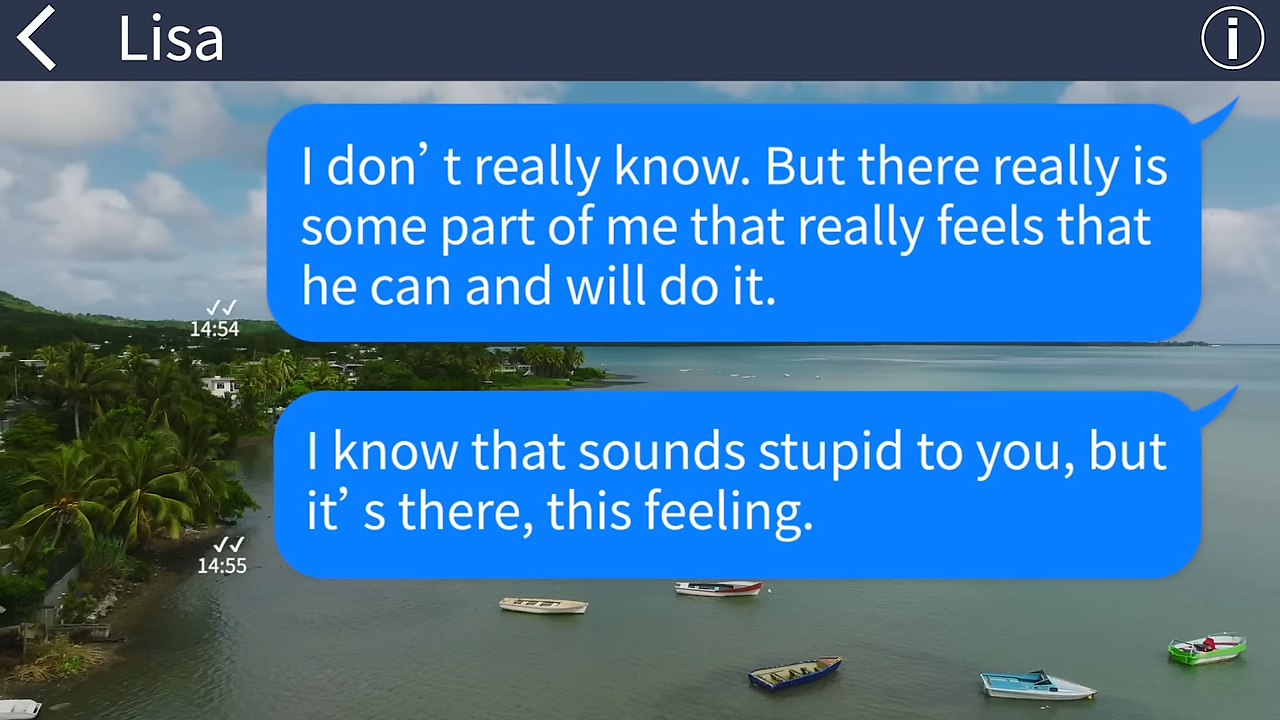 Lisa
I don’ t really know. But there really is
some part of me that really feels that
he can and will do it.
14:54
I know that sounds stupid to you, but
it’ s there, this feeling.
14:55